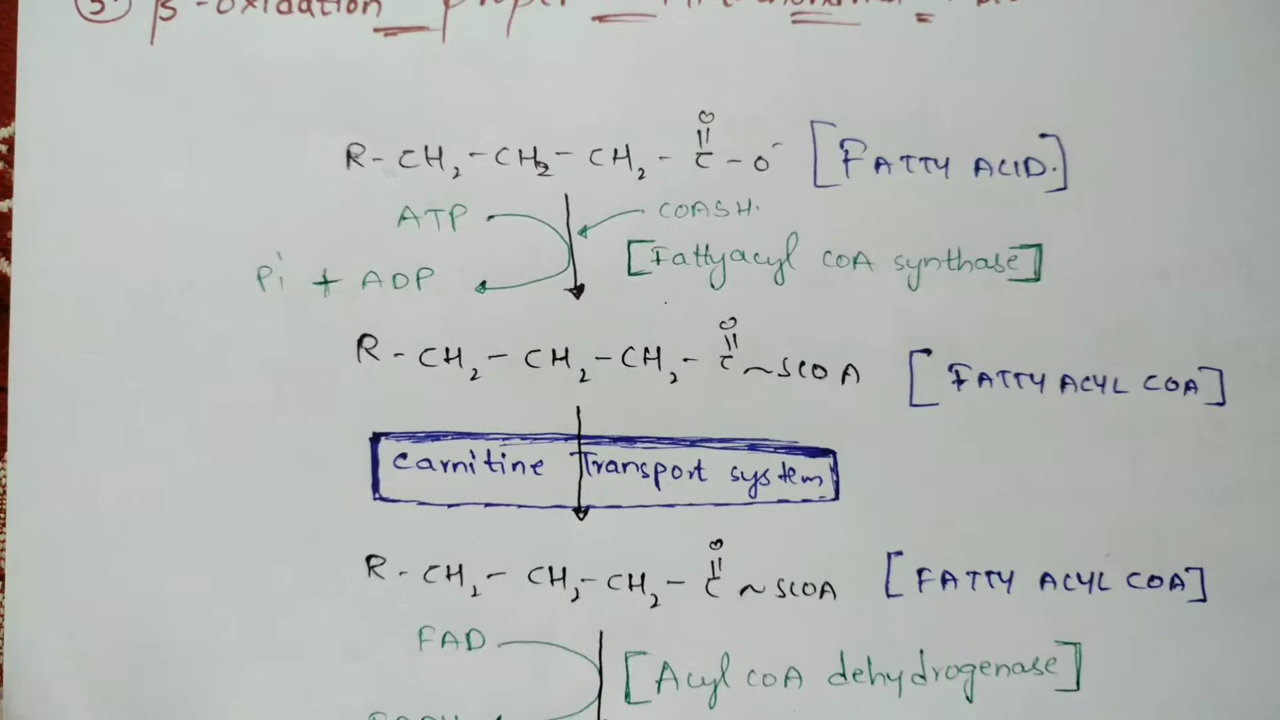 β-oxidation proper
R-CH2-CH2-CH2-C-O- [FATTY ACID.]
O
ATP COASH.
[Fattyacyl COA synthase]
Pi + ADP
O
R-CH2-CH2-CH2-C~SCOA [FATTY ACYL COA]
Carnitine Transport system
O
R-CH2-CH2-CH2-C~SCOA [FATTY ACYL COA]
FAD
[Acyl COA dehydrogenase]